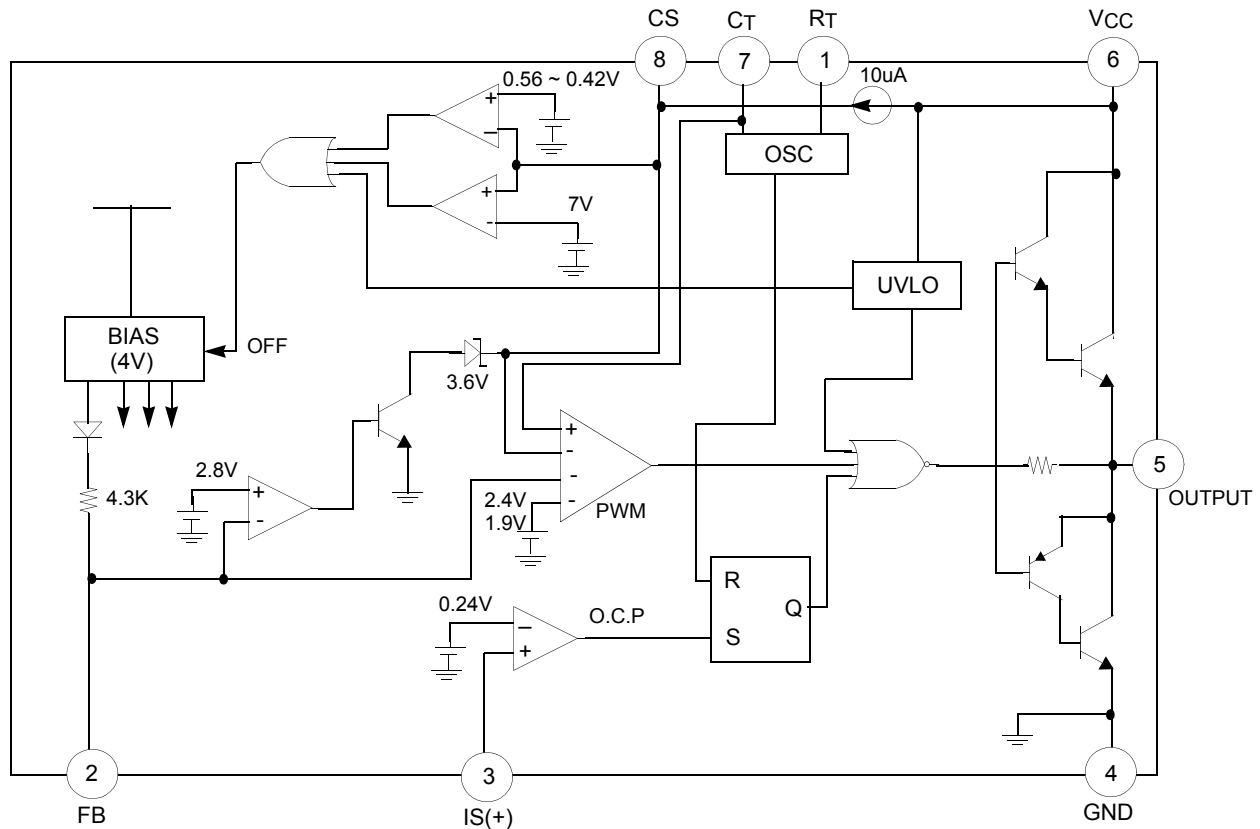 CS
CT
RT
VCC
8
7
1
6
10uA
0.56 ~ 0.42V
+
−
OSC
+
-
7V
UVLO
BIAS
(4V)
OFF
3.6V
+
-
-
-
2.4V
1.9V
PWM
2.8V
+
-
4.3K
5
OUTPUT
R
S
Q
0.24V
−
+
O.C.P
2
FB
3
IS(+)
4
GND